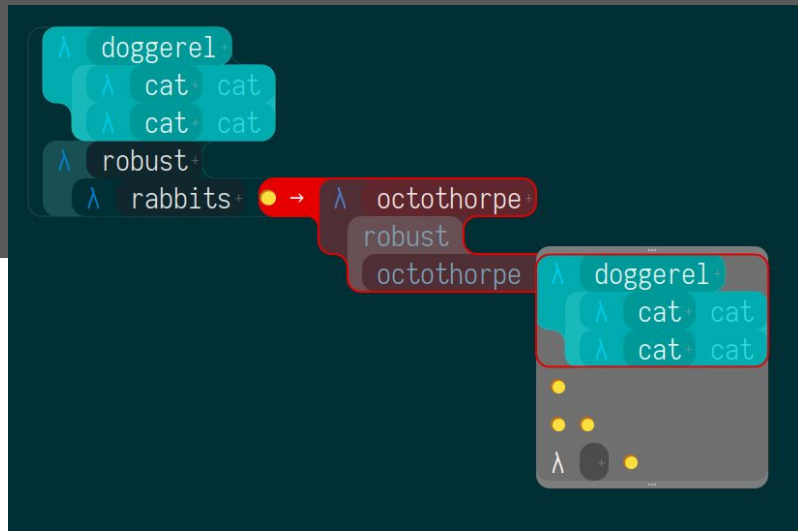 λ doggerel +
λ cat + cat
λ cat + cat
λ robust +
λ rabbits + → λ octothorpe +
robust
octothorpe λ doggerel +
λ cat + cat
λ cat + cat
λ +